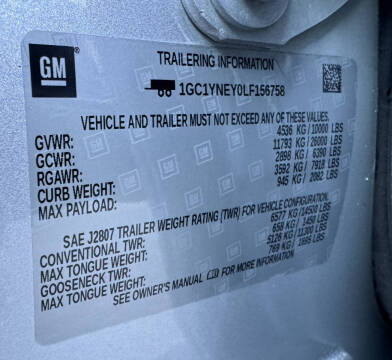 GM
TRAILERING INFORMATION
1GC1YNEY0LF156758
VEHICLE AND TRAILER MUST NOT EXCEED ANY OF THESE VALUES.
GVWR: 4536 KG / 10000 LBS
GCWR: 11793 KG / 26000 LBS
RGAWR: 2898 KG / 6390 LBS
CURB WEIGHT: 3592 KG / 7918 LBS
MAX PAYLOAD: 945 KG / 2082 LBS
SAE J2807 TRAILER WEIGHT RATING (TWR) FOR VEHICLE CONFIGURATION.
CONVENTIONAL TWR: 6577 KG/14500 LBS
MAX TONGUE WEIGHT: 658 KG / 1450 LBS
GOOSENECK TWR: 5126 KG / 11300 LBS
MAX TONGUE WEIGHT: 769 KG / 1695 LBS
SEE OWNER'S MANUAL FOR MORE INFORMATION